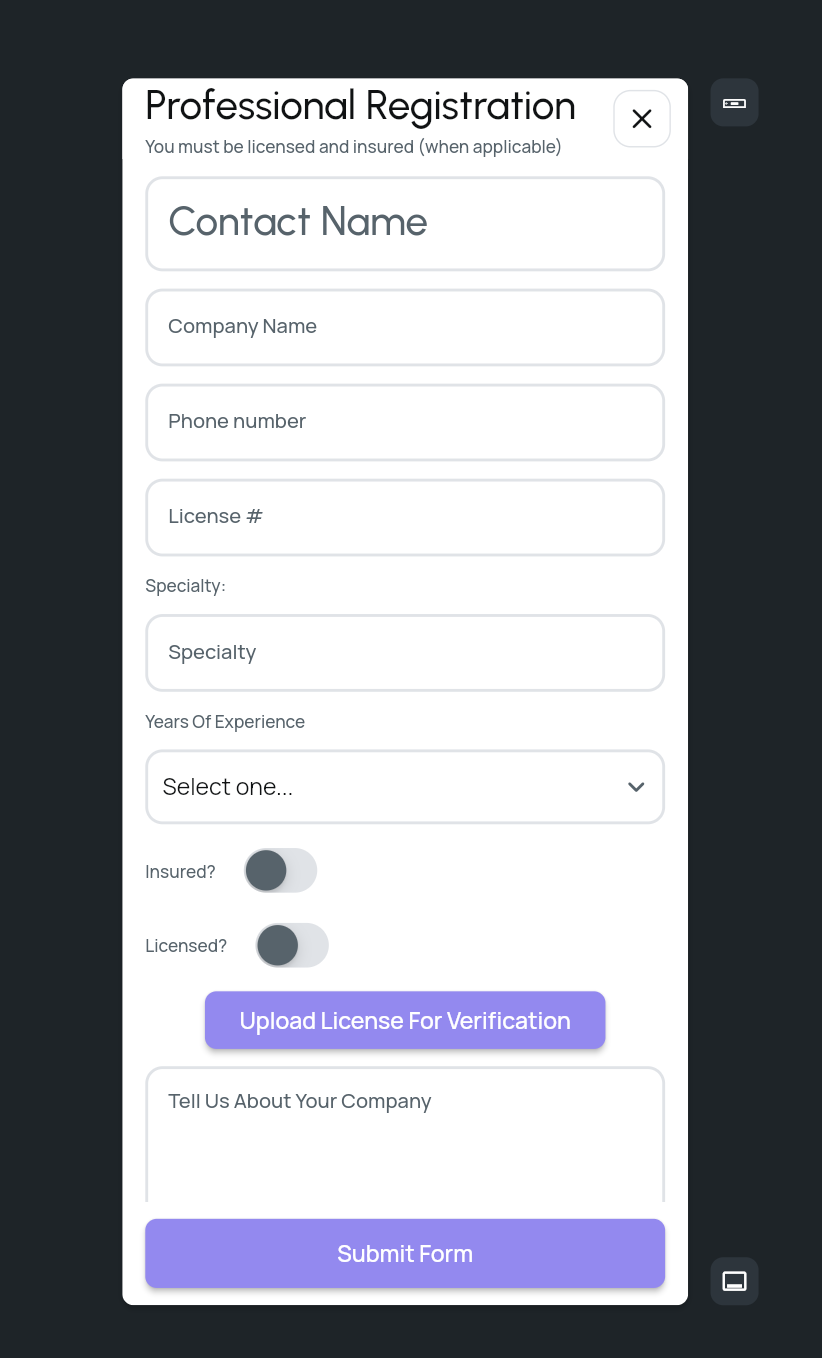 Professional Registration
You must be licensed and insured (when applicable)
Contact Name
Company Name
Phone number
License #
Specialty:
Specialty
Years Of Experience
Select one...
Insured?
Licensed?
Upload License For Verification
Tell Us About Your Company
Submit Form